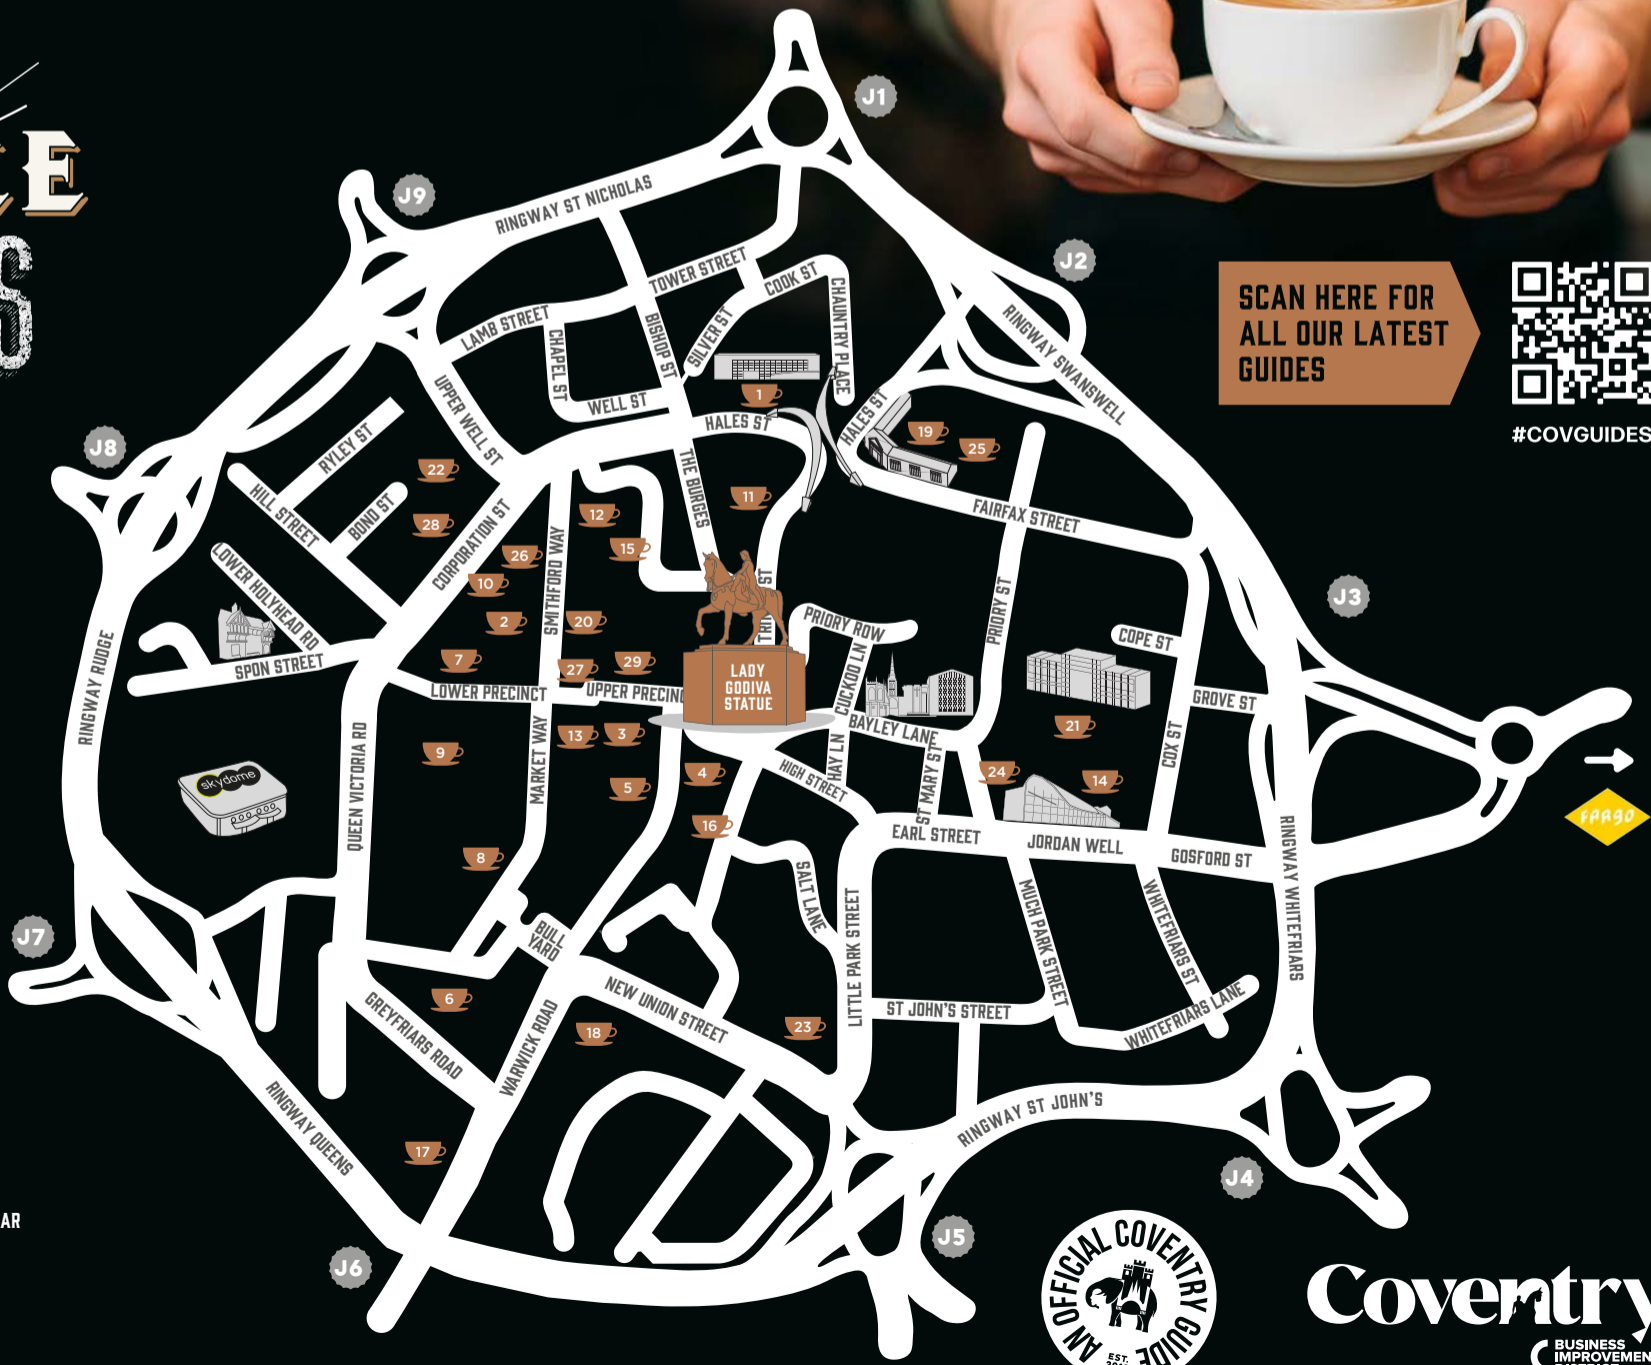 E
S
J1
J9
RINGWAY ST NICHOLAS
J2
TOWER STREET
COOK ST
CHAUNTRY PLACE
SCAN HERE FOR
ALL OUR LATEST
GUIDES
#COVGUIDES
RINGWAY SWANSWELL
LAMB STREET
CHAPEL ST
BISHOP ST
SILVER ST
UPPER WELL ST
WELL ST
1
HALES ST
HALES ST
19
25
J8
RYLEY ST
22
HILL STREET
BOND ST
28
CORPORATION ST
THE BURGES
11
12
15
FAIRFAX STREET
SMITHFORD WAY
26
10
LOWER HOLYHEAD RD
2
20
ST
PRIORY ROW
PRIORY ST
COPE ST
J3
RINGWAY RUDGE
SPON STREET
7
27
29
LADY
GODIVA
STATUE
CUCKOO LN
GROVE ST
LOWER PRECINCT
UPPER PRECIN
BAYLEY LANE
21
COX ST
QUEEN VICTORIA RD
9
MARKET WAY
13
3
HAY LN
HIGH STREET
ST MARY ST
24
14
skydome
5
4
16
FARGO
8
EARL STREET
JORDAN WELL
GOSFORD ST
RINGWAY WHITEFRIARS
SALT LANE
LITTLE PARK STREET
MUCH PARK STREET
WHITEFRIARS ST
J7
BULL
YARD
6
GREYFRIARS ROAD
WARWICK ROAD
NEW UNION STREET
18
23
ST JOHN'S STREET
WHITEFRIARS LANE
RINGWAY QUEENS
17
RINGWAY ST JOHN'S
J4
AR
J6
J5
AN OFFICIAL COVENTRY GUIDE
EST.
Coventry
BUSINESS
IMPROVEMEN